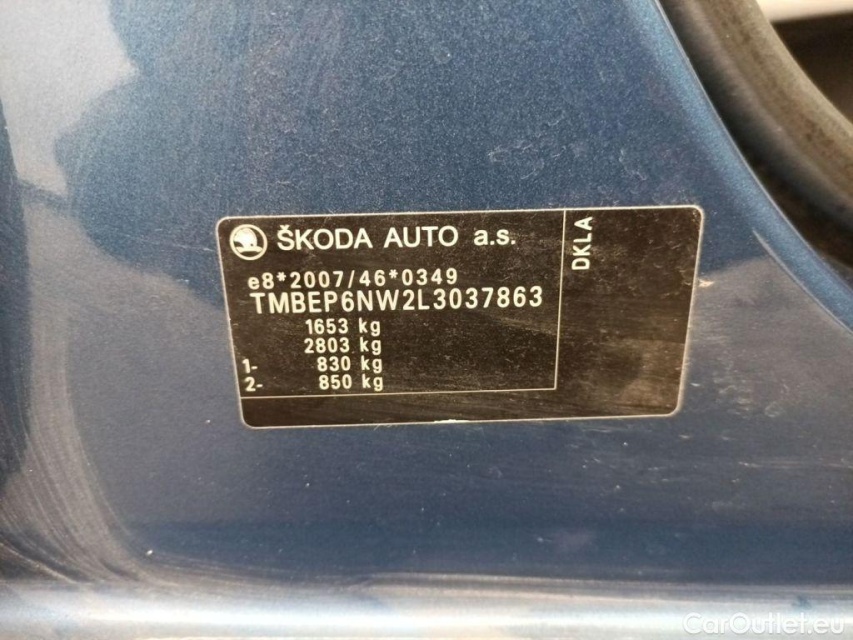 ŠKODA AUTO a.s.
DKLA
e8*2007/46*0349
TMBEP6NW2L3037863
1653 kg
2803 kg
1- 830 kg
2- 850 kg
CarOutlet.eu